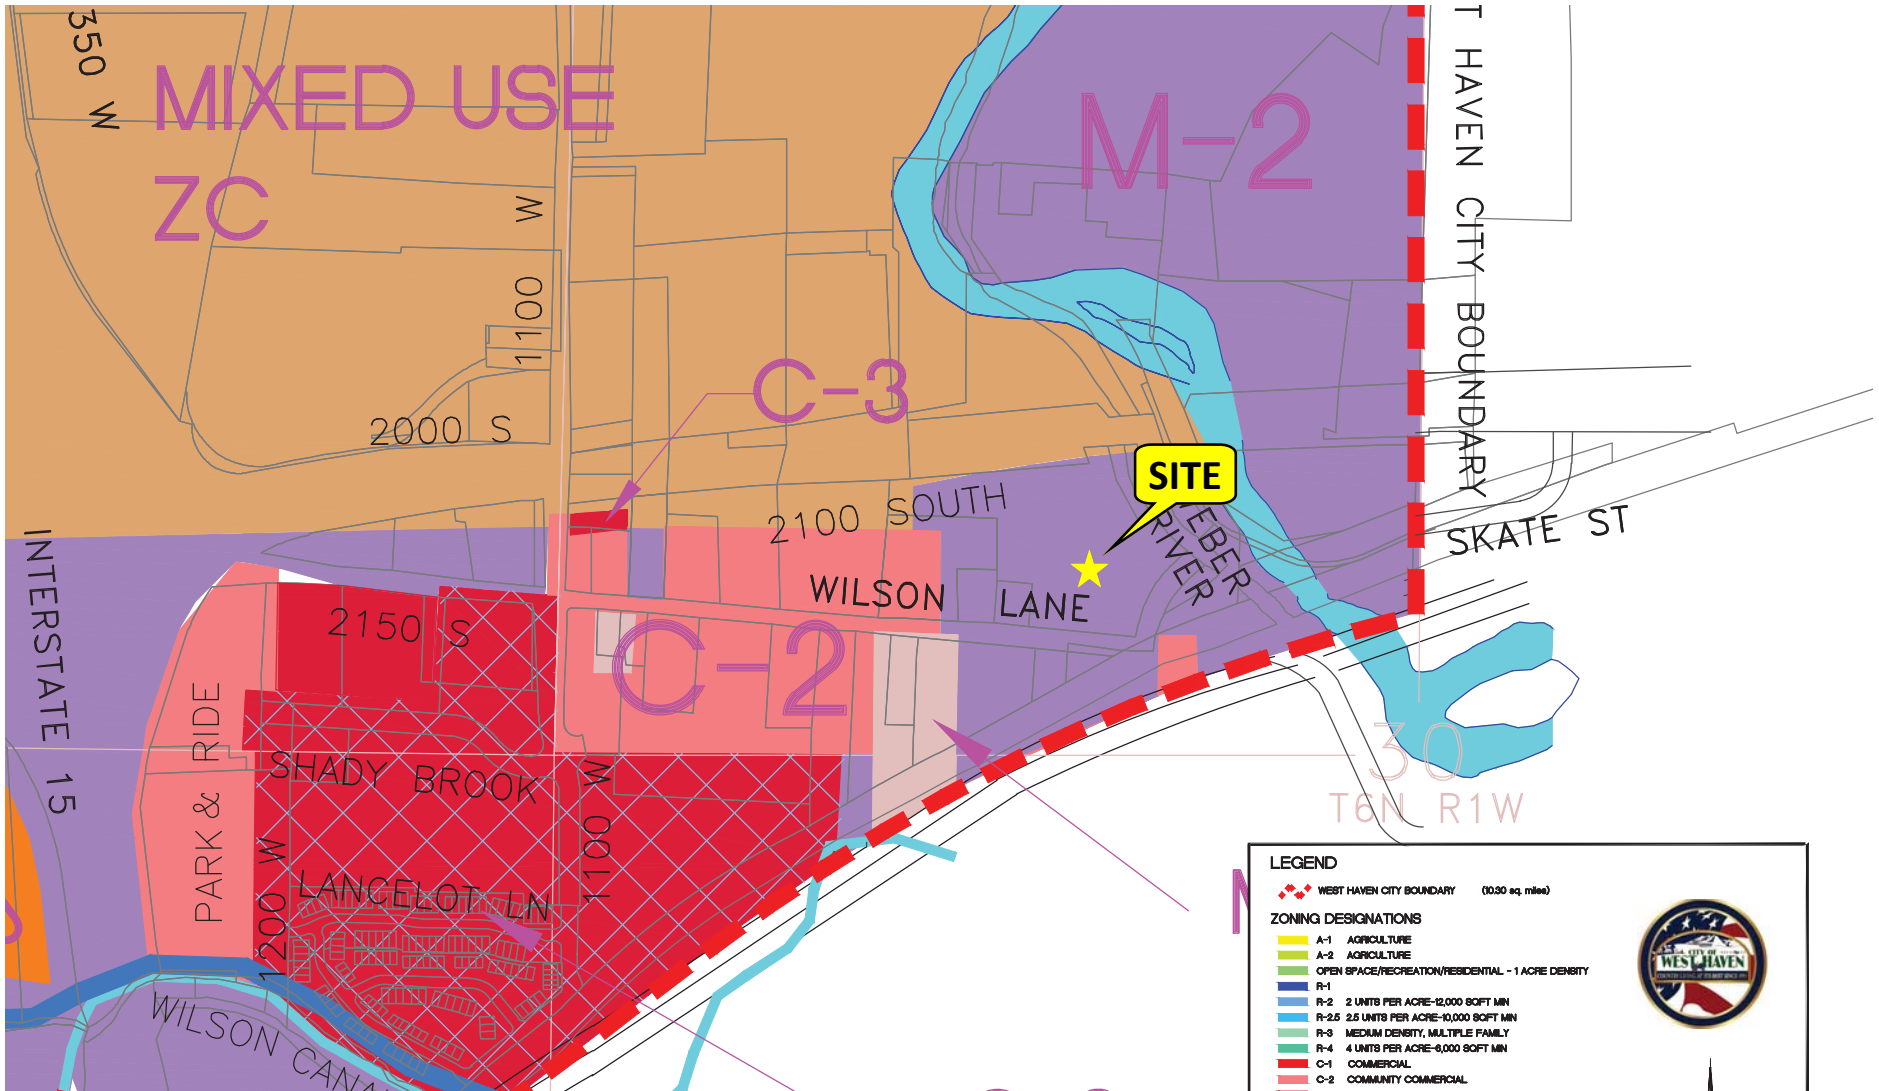 350 W
MIXED USE
ZC
M-2
T HAVEN CITY BOUNDARY
1100 W
C-3
2000 S
SITE
2100 SOUTH
SKATE ST
WEBER
RIVER
WILSON LANE
2150 S
C-2
INTERSTATE 15
PARK & RIDE
SHADY BROOK
1100 W
30
T6N R1W
1200 W
LANCELOT LN
WILSON CANA
LEGEND
WEST HAVEN CITY BOUNDARY (10.30 sq. miles)
ZONING DESIGNATIONS
A-1 AGRICULTURE
A-2 AGRICULTURE
OPEN SPACE/RECREATION/RESIDENTIAL - 1 ACRE DENSITY
R-1
R-2 2 UNITS PER ACRE-12,000 SQFT MIN
R-2.5 2.5 UNITS PER ACRE-10,000 SQFT MIN
R-3 MEDIUM DENSITY, MULTIPLE FAMILY
R-4 4 UNITS PER ACRE-6,000 SQFT MIN
C-1 COMMERCIAL
C-2 COMMUNITY COMMERCIAL
CITY OF
WEST HAVEN